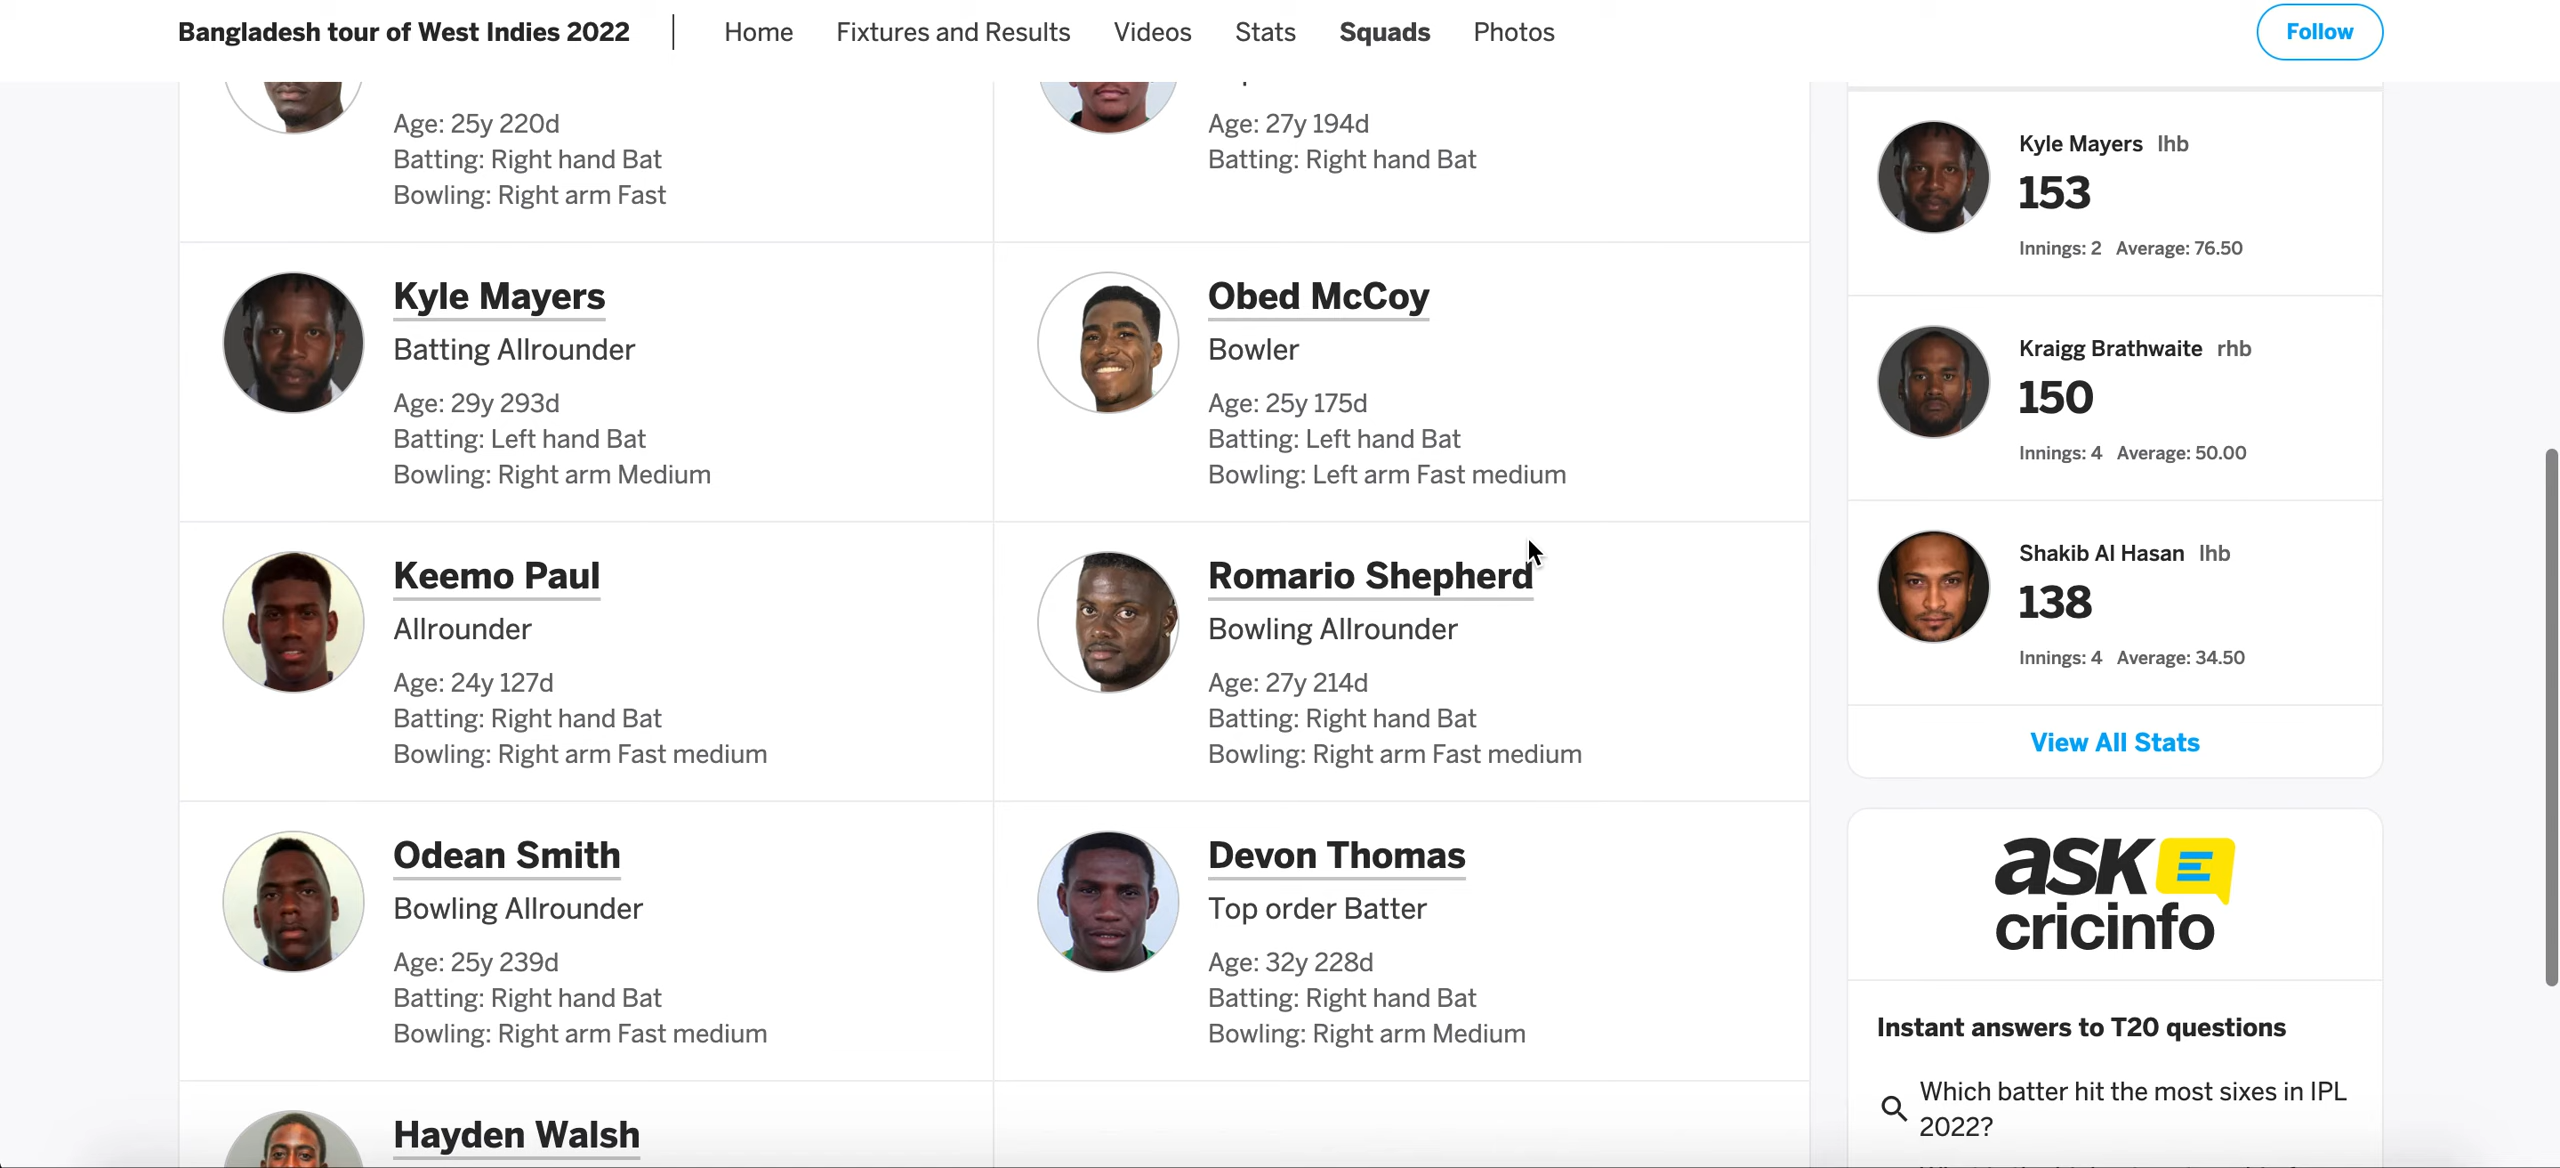 Bangladesh tour of West Indies 2022 Home Fixtures and Results Videos Stats Squads Photos Follow
Age: 25y 220d
Batting: Right hand Bat
Bowling: Right arm Fast
Age: 27y 194d
Batting: Right hand Bat
Kyle Mayers
Batting Allrounder
Age: 29y 293d
Batting: Left hand Bat
Bowling: Right arm Medium
Obed McCoy
Bowler
Age: 25y 175d
Batting: Left hand Bat
Bowling: Left arm Fast medium
Keemo Paul
Allrounder
Age: 24y 127d
Batting: Right hand Bat
Bowling: Right arm Fast medium
Romario Shepherd
Bowling Allrounder
Age: 27y 214d
Batting: Right hand Bat
Bowling: Right arm Fast medium
Odean Smith
Bowling Allrounder
Age: 25y 239d
Batting: Right hand Bat
Bowling: Right arm Fast medium
Devon Thomas
Top order Batter
Age: 32y 228d
Batting: Right hand Bat
Bowling: Right arm Medium
Hayden Walsh
Kyle Mayers lhb
153
Innings: 2 Average: 76.50
Kraigg Brathwaite rhb
150
Innings: 4 Average: 50.00
Shakib Al Hasan lhb
138
Innings: 4 Average: 34.50
View All Stats
ask
cricinfo
Instant answers to T20 questions
Which batter hit the most sixes in IPL
2022?